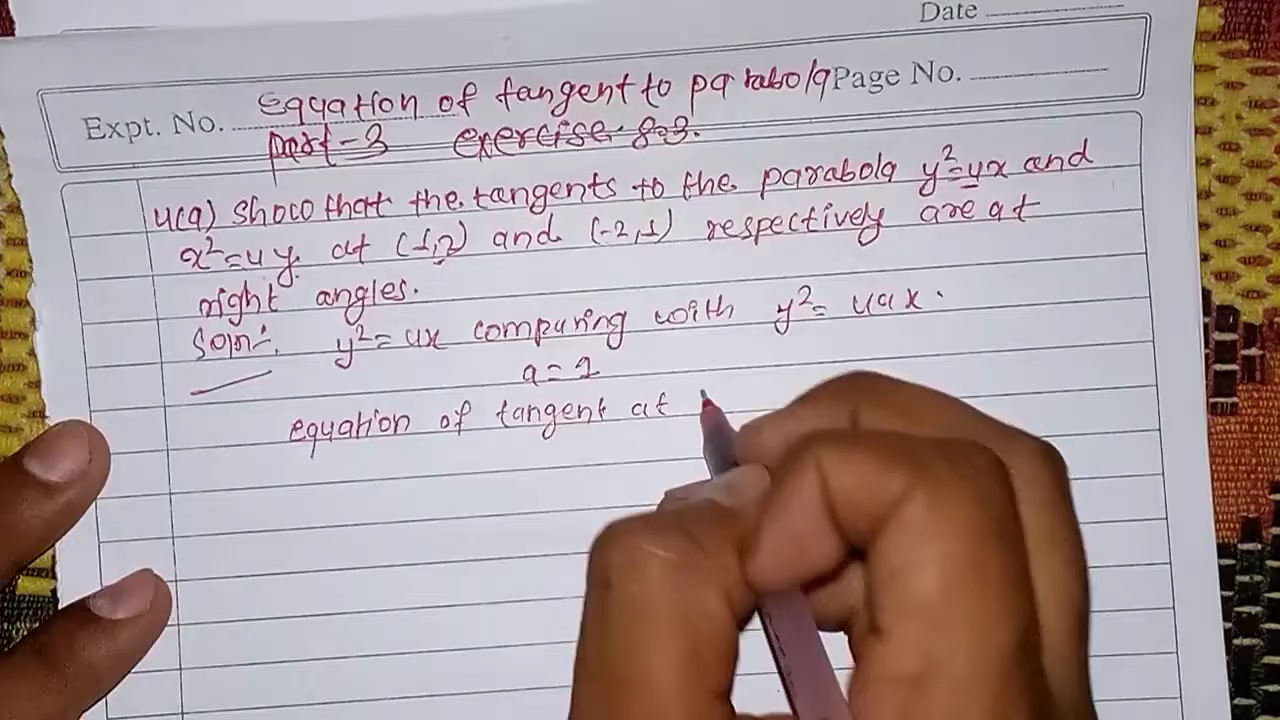 Date
Expt. No. Equation of tangent to parabola Page No.
part-3 exercise 8.3.
4(a) show that the tangents to the parabola y²=4x and
x²=4y at (1,2) and (-2,1) respectively are at
right angles.
Soln:. y²=4x comparing with y²= 4ax.
a=1
equation of tangent at